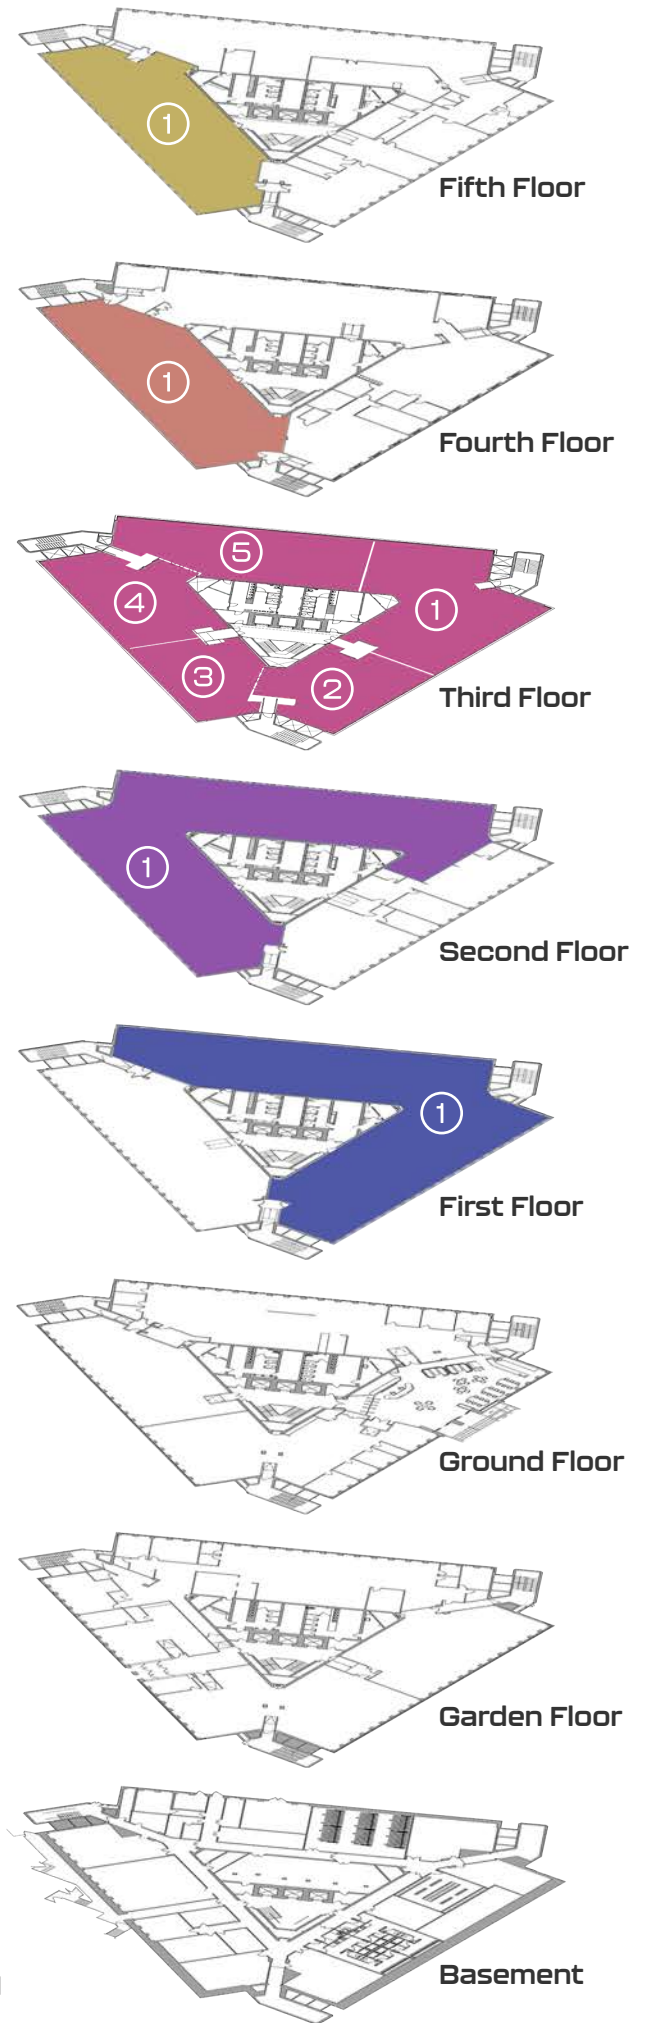 1
Fifth Floor
1
Fourth Floor
5
4
1
3
2
Third Floor
1
Second Floor
1
First Floor
Ground Floor
Garden Floor
Basement